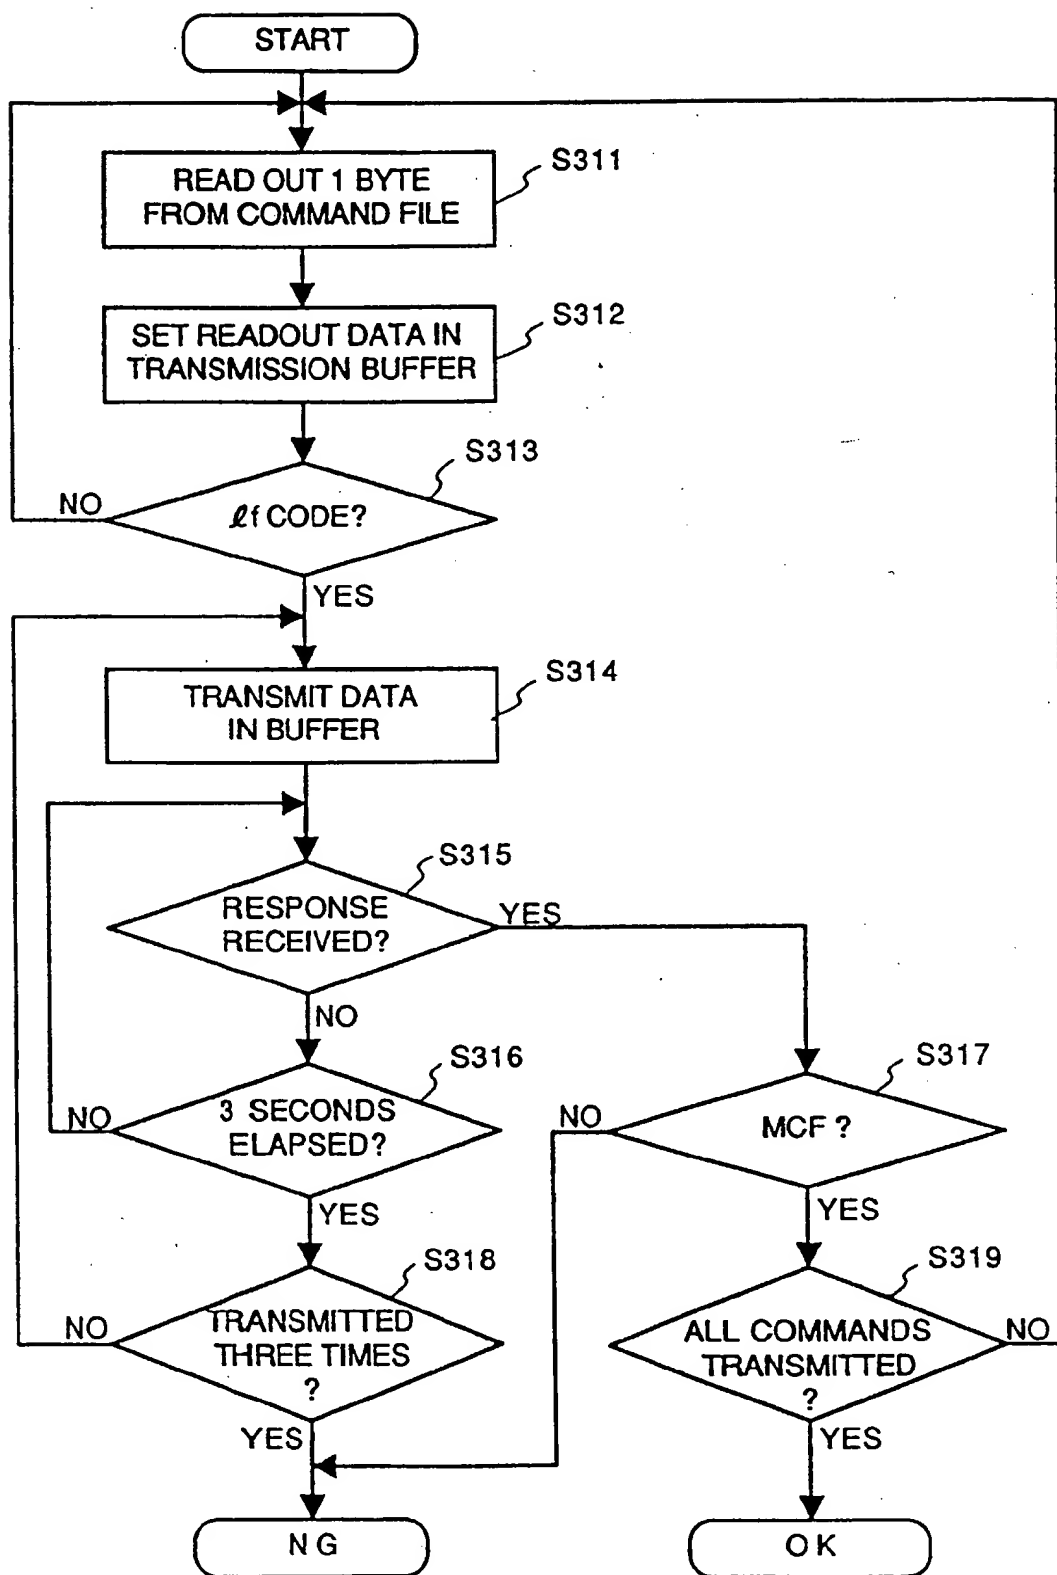 START
S311
READ OUT 1 BYTE
FROM COMMAND FILE
S312
SET READOUT DATA IN
TRANSMISSION BUFFER
S313
NO
ℓf CODE?
YES
S314
TRANSMIT DATA
IN BUFFER
S315
RESPONSE
RECEIVED?
YES
NO
S316
3 SECONDS
ELAPSED?
NO
YES
S317
MCF ?
NO
YES
S318
TRANSMITTED
THREE TIMES
?
NO
YES
S319
ALL COMMANDS
TRANSMITTED
?
NO
YES
NG
OK